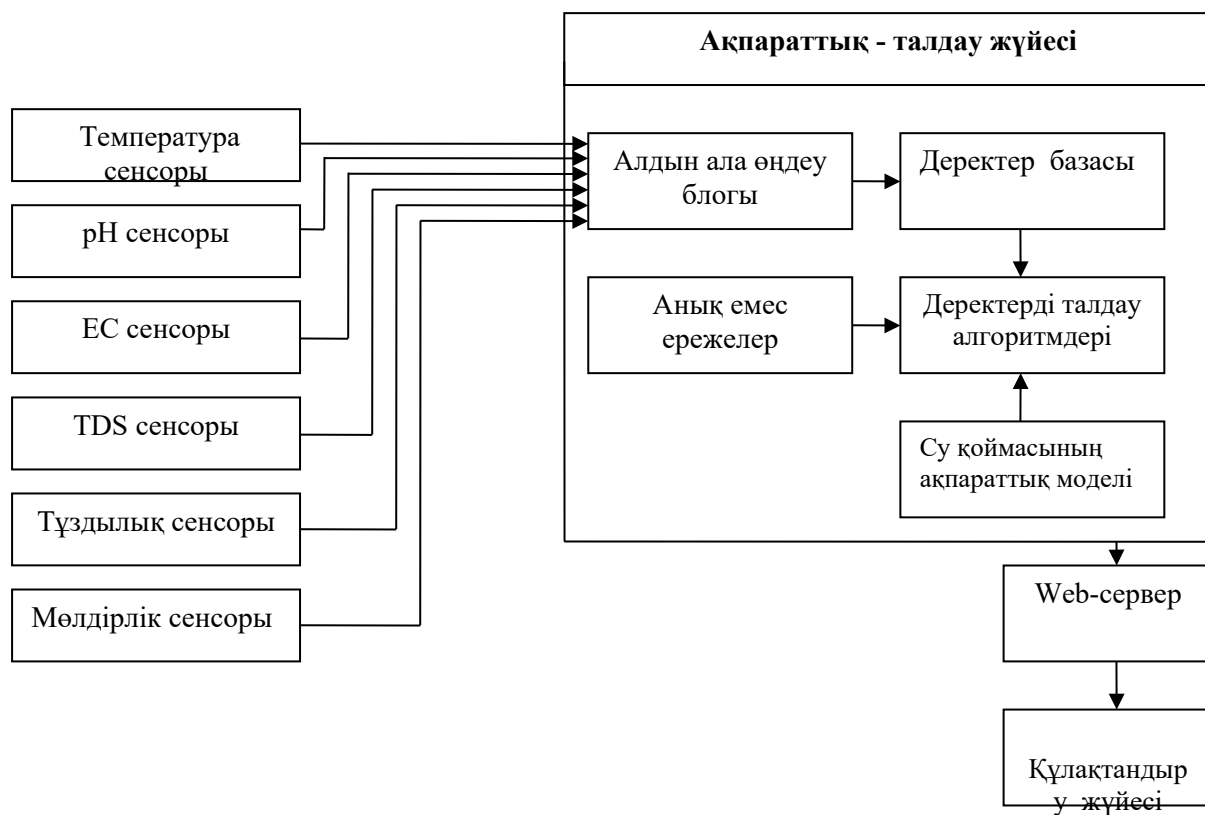 Ақпараттық - талдау жүйесі
Температура
сенсоры
pH сенсоры
EC сенсоры
TDS сенсоры
Тұздылық сенсоры
Мөлдірлік сенсоры
Алдын ала өңдеу
блогы
Деректер базасы
Анық емес
ережелер
Деректерді талдау
алгоритмдері
Су қоймасының
ақпараттық моделі
Web-сервер
Құлақтандыр
у жүйесі